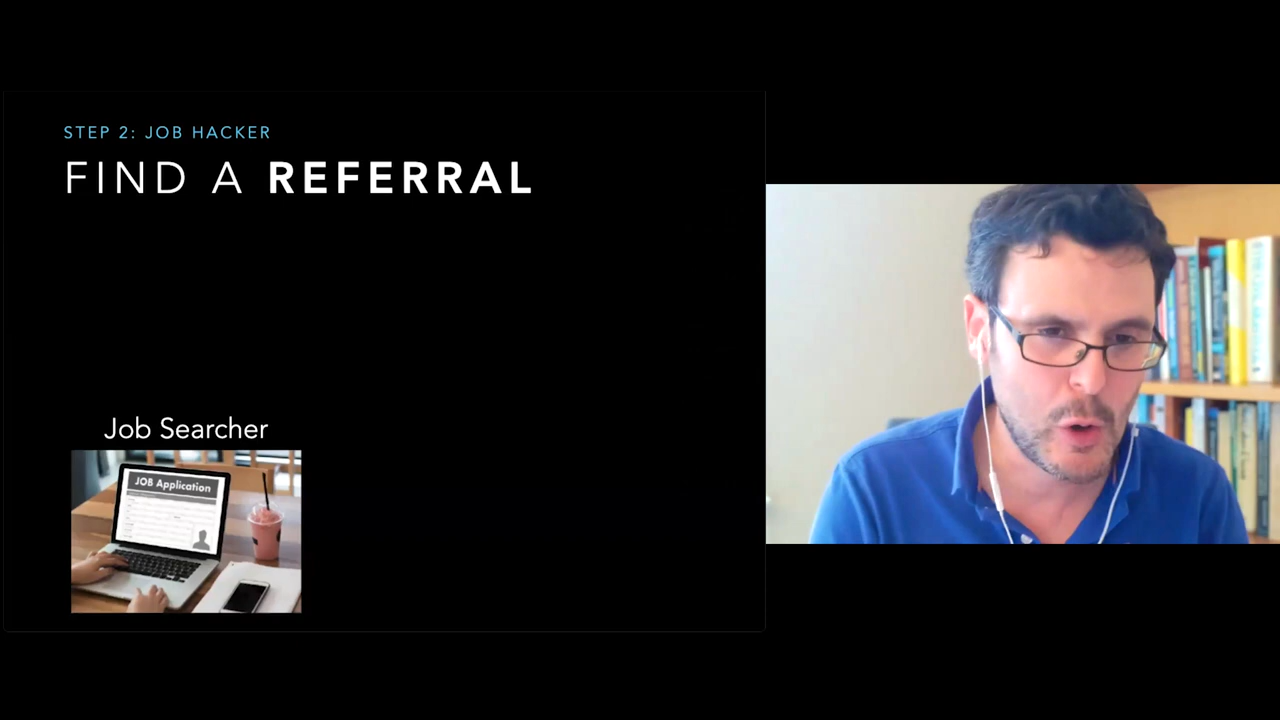 STEP 2: JOB HACKER
FIND A REFERRAL
Job Searcher
JOB Application